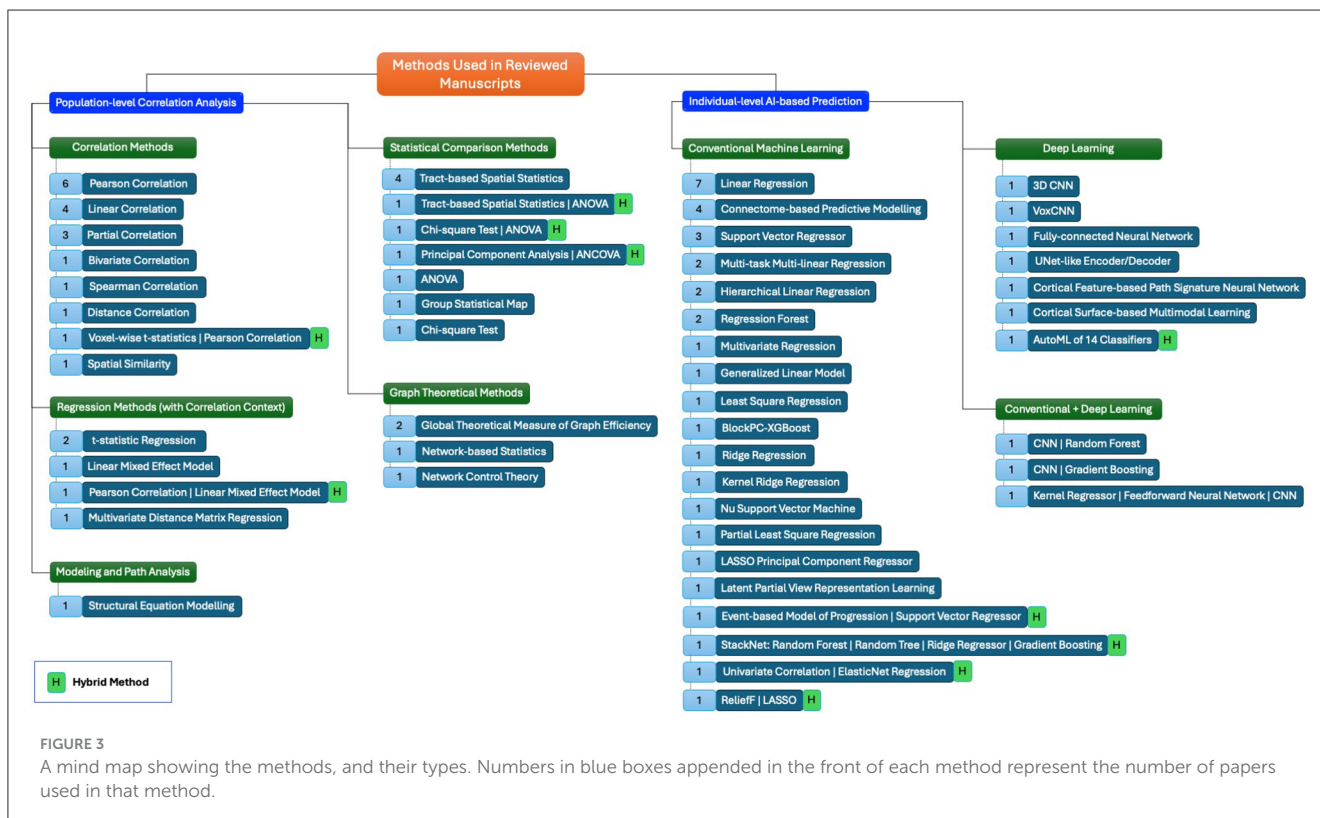 Methods Used in Reviewed
Manuscripts
Population-level Correlation Analysis
Correlation Methods
6 Pearson Correlation
4 Linear Correlation
3 Partial Correlation
1 Bivariate Correlation
1 Spearman Correlation
1 Distance Correlation
1 Voxel-wise t-statistics | Pearson Correlation H
1 Spatial Similarity
Regression Methods (with Correlation Context)
2 t-statistic Regression
1 Linear Mixed Effect Model
1 Pearson Correlation | Linear Mixed Effect Model H
1 Multivariate Distance Matrix Regression
Modeling and Path Analysis
1 Structural Equation Modelling
Statistical Comparison Methods
4 Tract-based Spatial Statistics
1 Tract-based Spatial Statistics | ANOVA H
1 Chi-square Test | ANOVA H
1 Principal Component Analysis | ANCOVA H
1 ANOVA
1 Group Statistical Map
1 Chi-square Test
Graph Theoretical Methods
2 Global Theoretical Measure of Graph Efficiency
1 Network-based Statistics
1 Network Control Theory
Individual-level AI-based Prediction
Conventional Machine Learning
7 Linear Regression
4 Connectome-based Predictive Modelling
3 Support Vector Regressor
2 Multi-task Multi-linear Regression
2 Hierarchical Linear Regression
2 Regression Forest
1 Multivariate Regression
1 Generalized Linear Model
1 Least Square Regression
1 BlockPC-XGBoost
1 Ridge Regression
1 Kernel Ridge Regression
1 Nu Support Vector Machine
1 Partial Least Square Regression
1 LASSO Principal Component Regressor
1 Latent Partial View Representation Learning
1 Event-based Model of Progression | Support Vector Regressor H
1 StackNet: Random Forest | Random Tree | Ridge Regressor | Gradient Boosting H
1 Univariate Correlation | ElasticNet Regression H
1 ReliefF | LASSO H
Deep Learning
1 3D CNN
1 VoxCNN
1 Fully-connected Neural Network
1 UNet-like Encoder/Decoder
1 Cortical Feature-based Path Signature Neural Network
1 Cortical Surface-based Multimodal Learning
1 AutoML of 14 Classifiers H
Conventional + Deep Learning
1 CNN | Random Forest
1 CNN | Gradient Boosting
1 Kernel Regressor | Feedforward Neural Network | CNN
H Hybrid Method
FIGURE 3
A mind map showing the methods, and their types. Numbers in blue boxes appended in the front of each method represent the number of papers
used in that method.